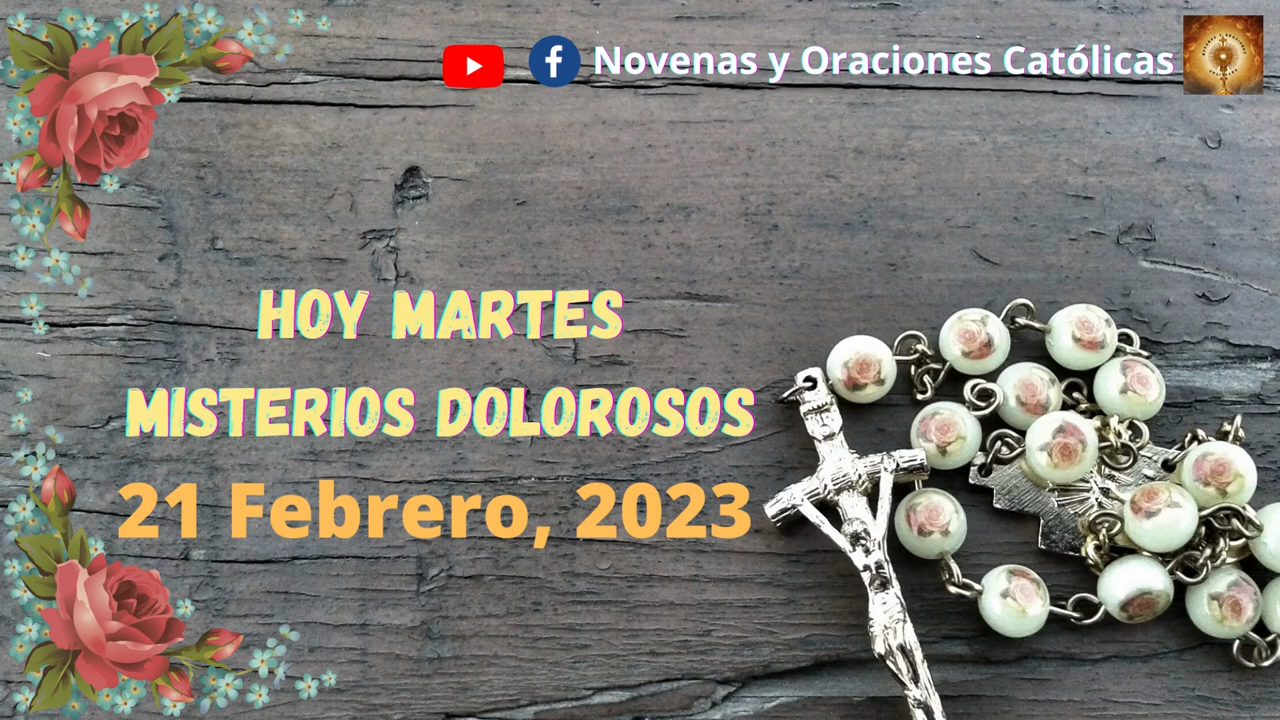 Novenas y Oraciones Católicas
HOY MARTES
MISTERIOS DOLOROSOS
21 Febrero, 2023